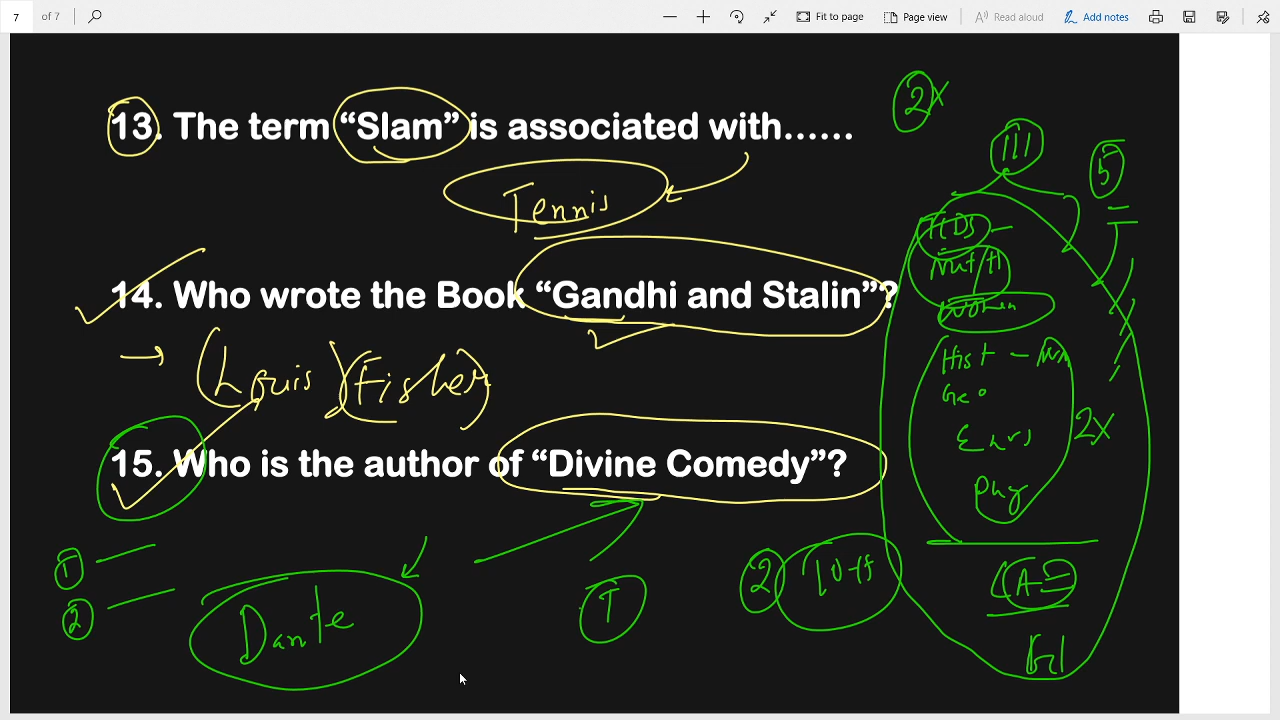 7 of 7 Fit to page Page view Read aloud Add notes
2x
13. The term “Slam” is associated with......
III
5
Tennis
14. Who wrote the Book “Gandhi and Stalin”?
Women
→ (Louis) (Fisher)
Hist -
Geo
2x
15. Who is the author of “Divine Comedy”?
Phy
1
2
Dante
T
2